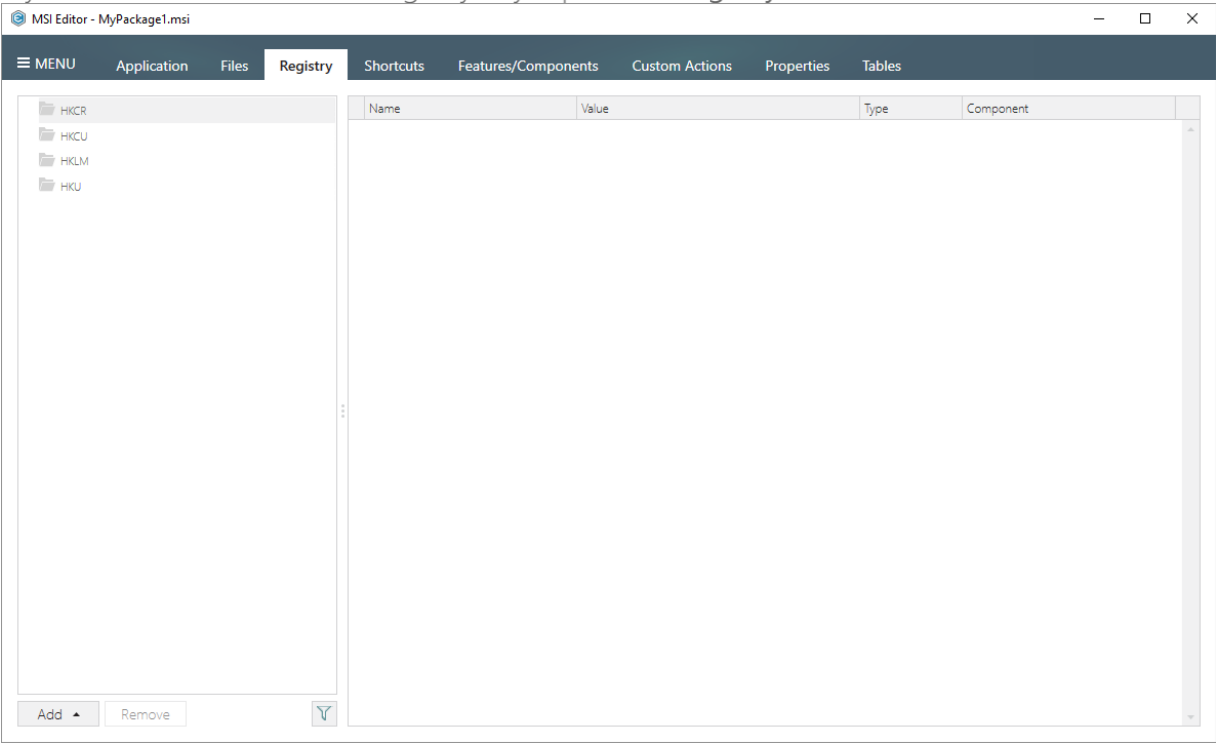 MSI Editor - MyPackage1.msi
MENU Application Files Registry Shortcuts Features/Components Custom Actions Properties Tables
Name Value Type Component
HKCR
HKCU
HKLM
HKU
Add Remove